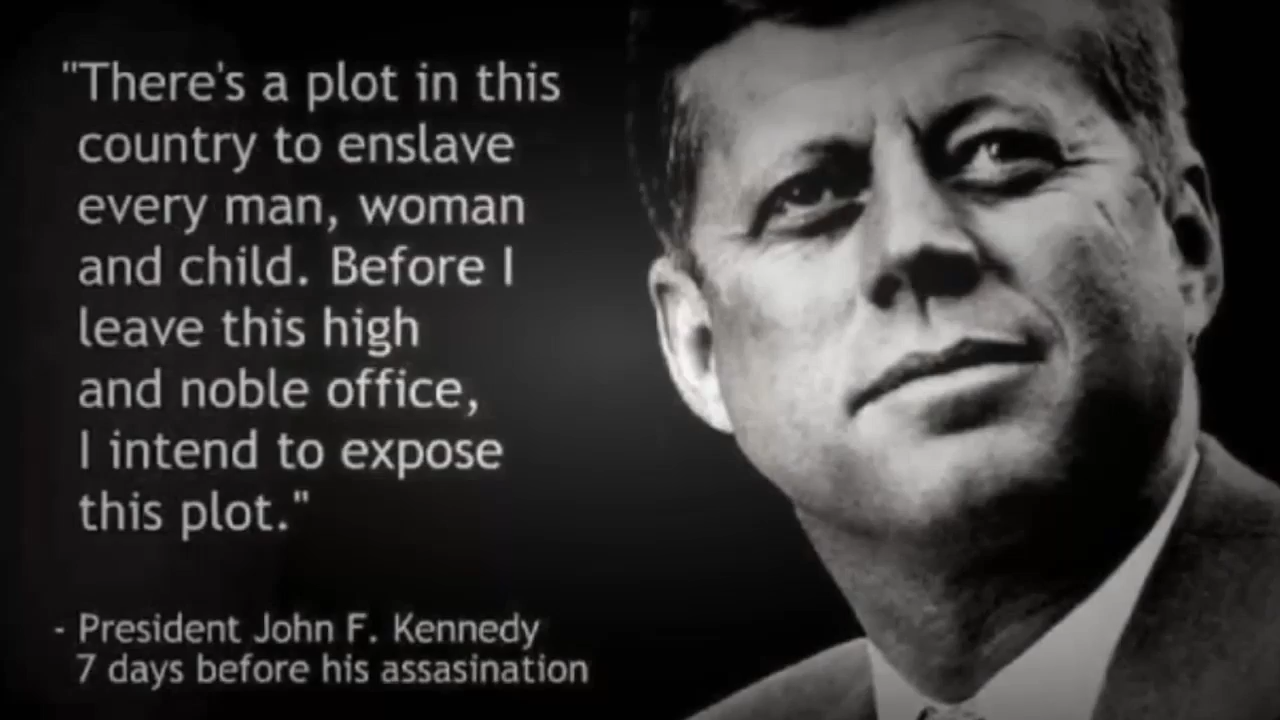 "There's a plot in this
country to enslave
every man, woman
and child. Before I
leave this high
and noble office,
I intend to expose
this plot."
- President John F. Kennedy
7 days before his assasination